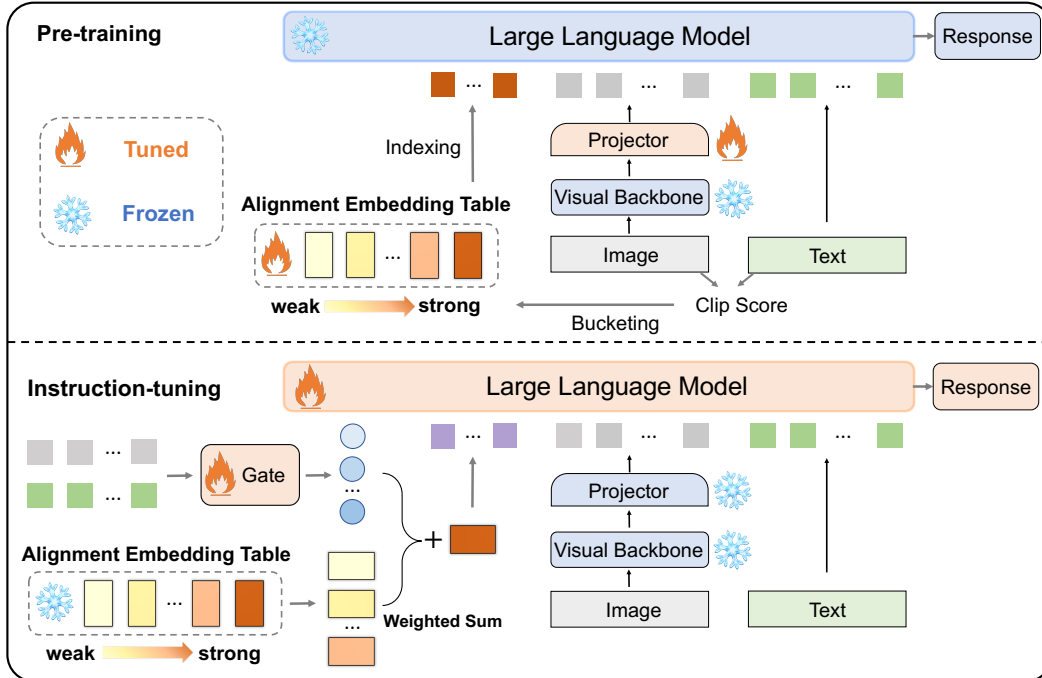 Pre-training
Large Language Model
Response
...
...
...
Tuned
Frozen
Indexing
Projector
Visual Backbone
Alignment Embedding Table
...
Image
Text
weak
strong
Clip Score
Bucketing
Instruction-tuning
Large Language Model
Response
...
...
...
...
...
Gate
...
Projector
+
Alignment Embedding Table
Visual Backbone
...
Image
Text
Weighted Sum
...
weak
strong